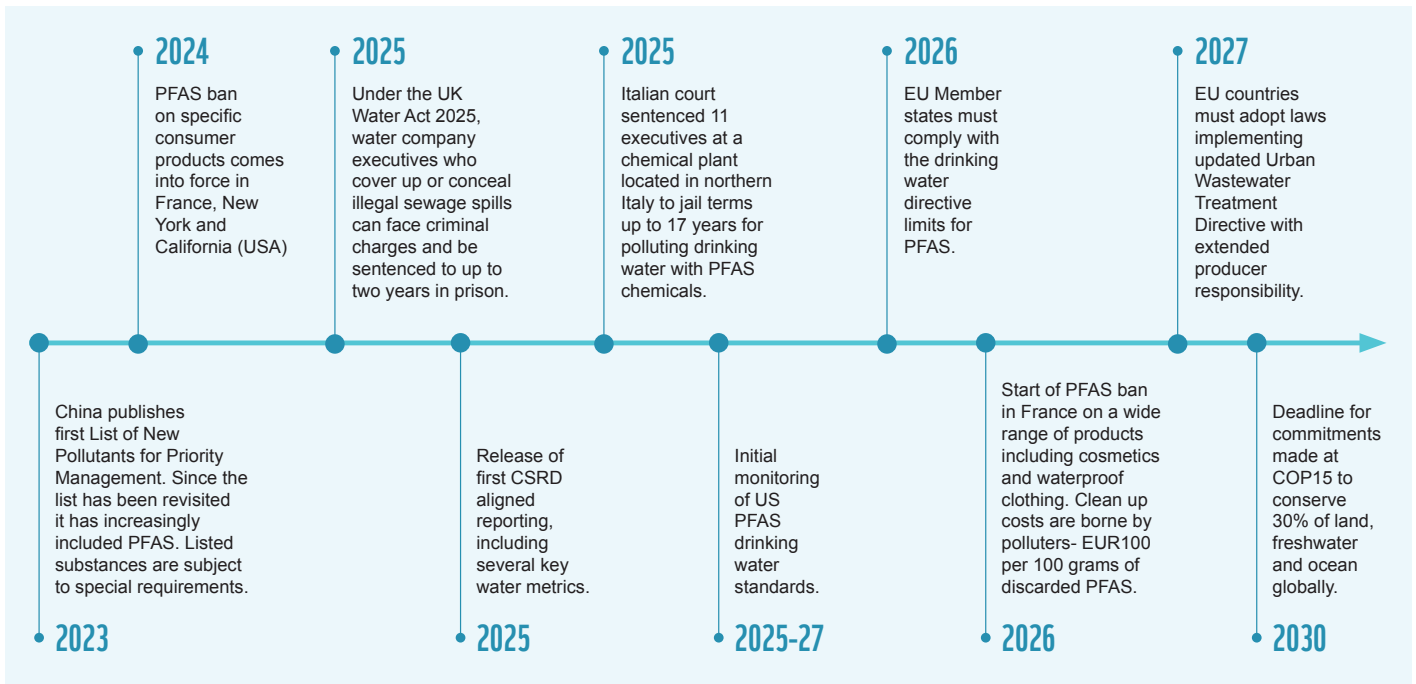 2024
PFAS ban
on specific
consumer
products comes
into force in
France, New
York and
California (USA)
2025
Under the UK
Water Act 2025,
water company
executives who
cover up or conceal
illegal sewage spills
can face criminal
charges and be
sentenced to up to
two years in prison.
2025
Italian court
sentenced 11
executives at a
chemical plant
located in northern
Italy to jail terms
up to 17 years for
polluting drinking
water with PFAS
chemicals.
2026
EU Member
states must
comply with
the drinking
water
directive
limits for
PFAS.
2027
EU countries
must adopt laws
implementing
updated Urban
Wastewater
Treatment
Directive with
extended
producer
responsibility.
China publishes
first List of New
Pollutants for Priority
Management. Since the
list has been revisited
it has increasingly
included PFAS. Listed
substances are subject
to special requirements.
2023
Release of
first CSRD
aligned
reporting,
including
several key
water metrics.
2025
Initial
monitoring
of US
PFAS
drinking
water
standards.
2025-27
Start of PFAS ban
in France on a wide
range of products
including cosmetics
and waterproof
clothing. Clean up
costs are borne by
polluters- EUR100
per 100 grams of
discarded PFAS.
2026
Deadline for
commitments
made at
COP15 to
conserve
30% of land,
freshwater
and ocean
globally.
2030